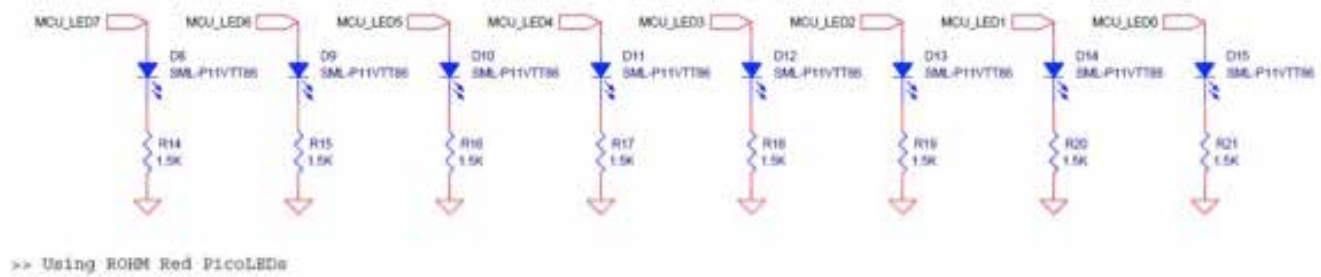 MCU_LED7 MCU_LED6 MCU_LED5 MCU_LED4 MCU_LED3 MCU_LED2 MCU_LED1 MCU_LED0
D8 D9 D10 D11 D12 D13 D14 D15
SML-P11VTT86 SML-P11VTT86 SML-P11VTT86 SML-P11VTT86 SML-P11VTT86 SML-P11VTT86 SML-P11VTT86 SML-P11VTT86
R14 R15 R16 R17 R18 R19 R20 R21
1.5K 1.5K 1.5K 1.5K 1.5K 1.5K 1.5K 1.5K
>> Using ROHM Red PicoLEDs